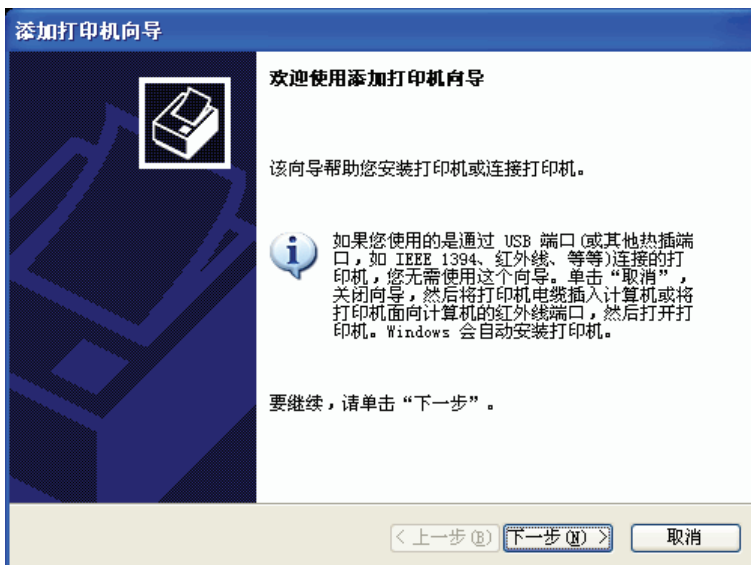 添加打印机向导
欢迎使用添加打印机向导
该向导帮助您安装打印机或连接打印机。
如果您使用的是通过 USB 端口(或其他热插端
口，如 IEEE 1394、红外线、等等)连接的打
印机，您无需使用这个向导。单击“取消”，
关闭向导，然后将打印机电缆插入计算机或将
打印机面向计算机的红外线端口，然后打开打
印机。Windows 会自动安装打印机。
要继续，请单击“下一步”。
< 上一步(B) 下一步(N) > 取消